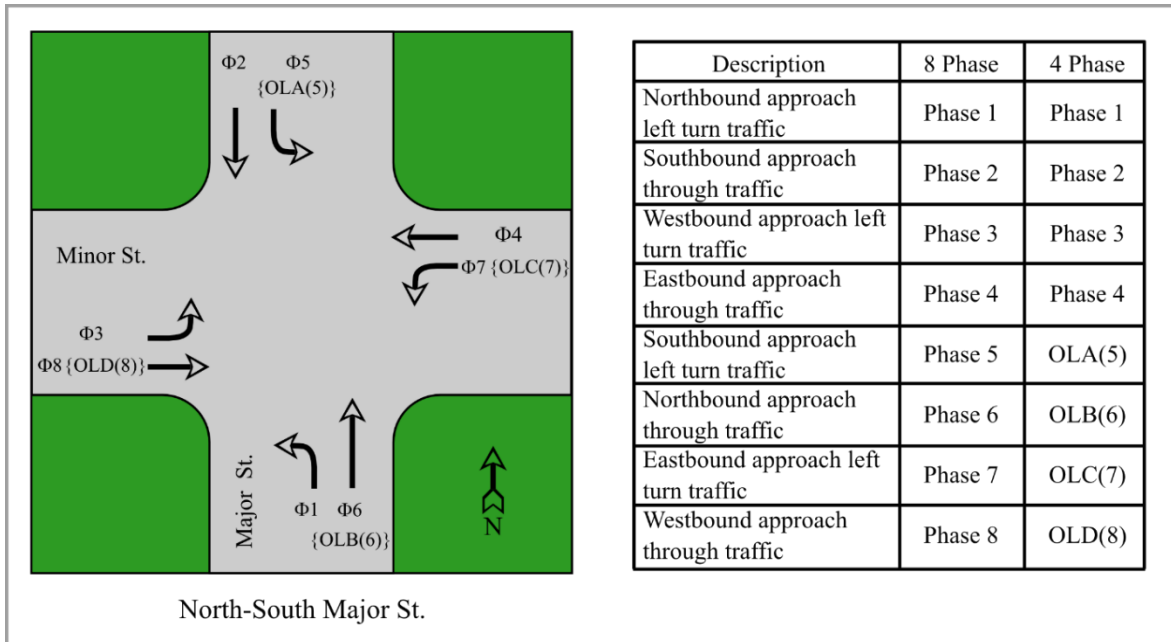 Φ2 Φ5
{OLA(5)}
Minor St.
Φ4
Φ7 {OLC(7)}
Φ3
Φ8 {OLD(8)}
Major St.
Φ1 Φ6
{OLB(6)}
N
North-South Major St.
Description 8 Phase 4 Phase
Northbound approach
left turn traffic Phase 1 Phase 1
Southbound approach
through traffic Phase 2 Phase 2
Westbound approach left
turn traffic Phase 3 Phase 3
Eastbound approach
through traffic Phase 4 Phase 4
Southbound approach
left turn traffic Phase 5 OLA(5)
Northbound approach
through traffic Phase 6 OLB(6)
Eastbound approach left
turn traffic Phase 7 OLC(7)
Westbound approach
through traffic Phase 8 OLD(8)